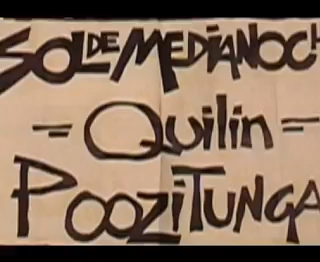 SOL DE MEDIANOCH
= Quilin =
POOZiTUNGA